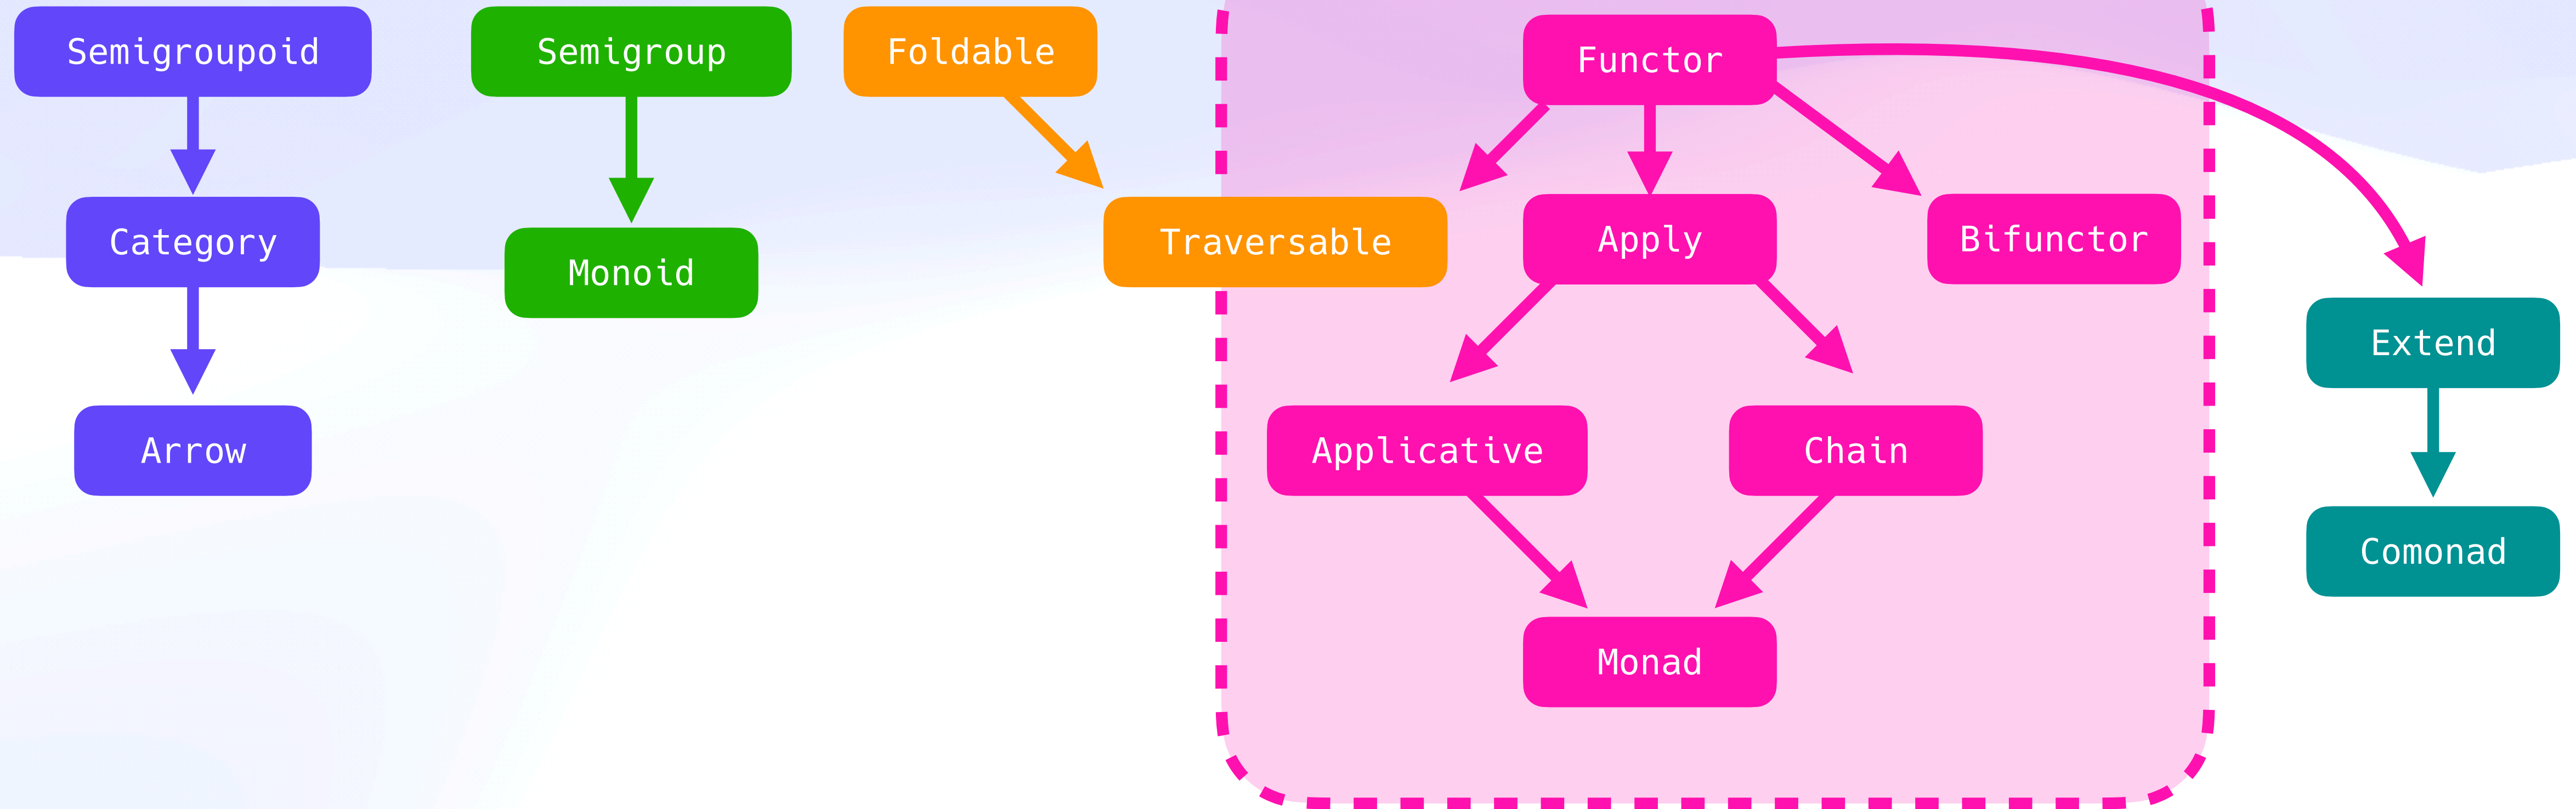 Semigroupoid
Semigroup
Foldable
Functor
Category
Monoid
Traversable
Apply
Bifunctor
Extend
Arrow
Applicative
Chain
Comonad
Monad